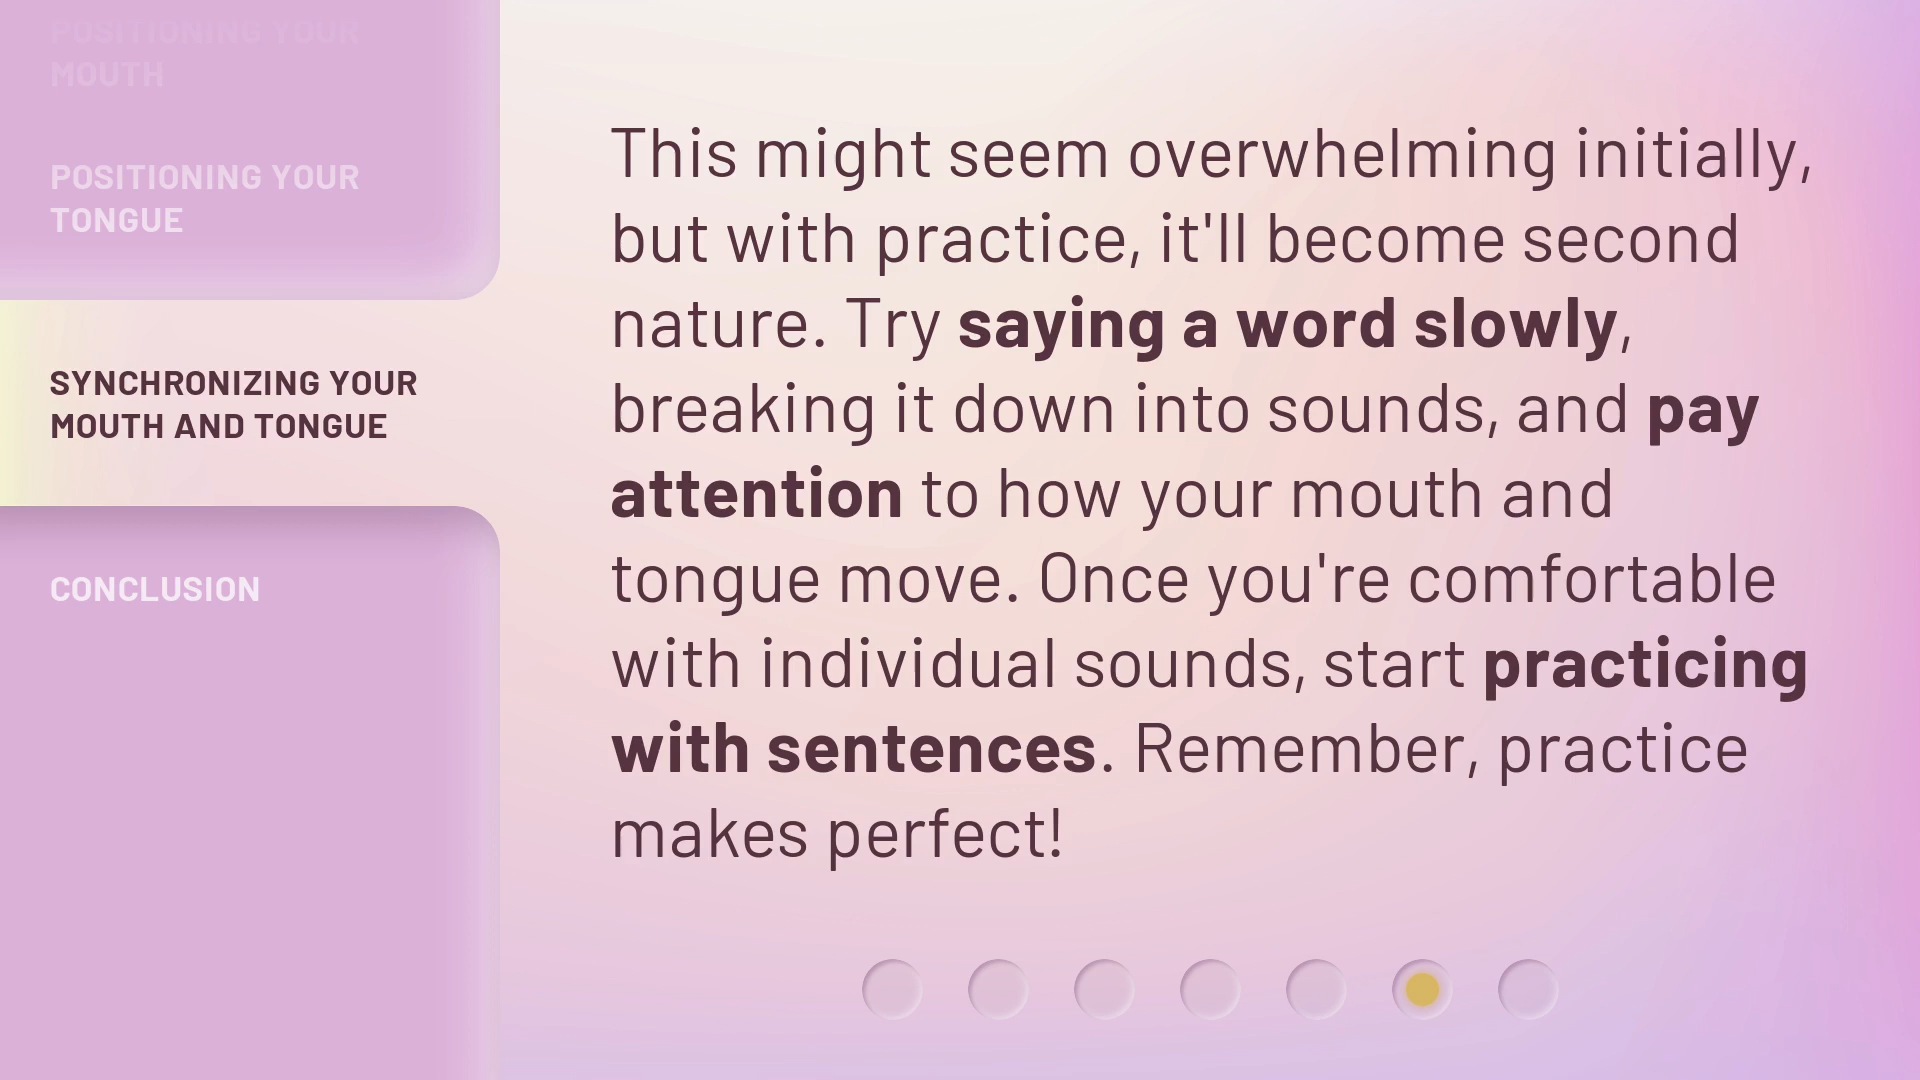 POSITIONING YOUR
MOUTH
POSITIONING YOUR
TONGUE
SYNCHRONIZING YOUR
MOUTH AND TONGUE
CONCLUSION
This might seem overwhelming initially,
but with practice, it'll become second
nature. Try saying a word slowly,
breaking it down into sounds, and pay
attention to how your mouth and
tongue move. Once you're comfortable
with individual sounds, start practicing
with sentences. Remember, practice
makes perfect!